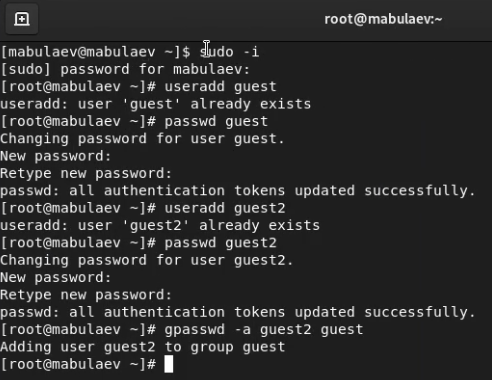 root@mabulaev:~
[mabulaev@mabulaev ~]$ sudo -i
[sudo] password for mabulaev:
[root@mabulaev ~]# useradd guest
useradd: user 'guest' already exists
[root@mabulaev ~]# passwd guest
Changing password for user guest.
New password:
Retype new password:
passwd: all authentication tokens updated successfully.
[root@mabulaev ~]# useradd guest2
useradd: user 'guest2' already exists
[root@mabulaev ~]# passwd guest2
Changing password for user guest2.
New password:
Retype new password:
passwd: all authentication tokens updated successfully.
[root@mabulaev ~]# gpasswd -a guest2 guest
Adding user guest2 to group guest
[root@mabulaev ~]#